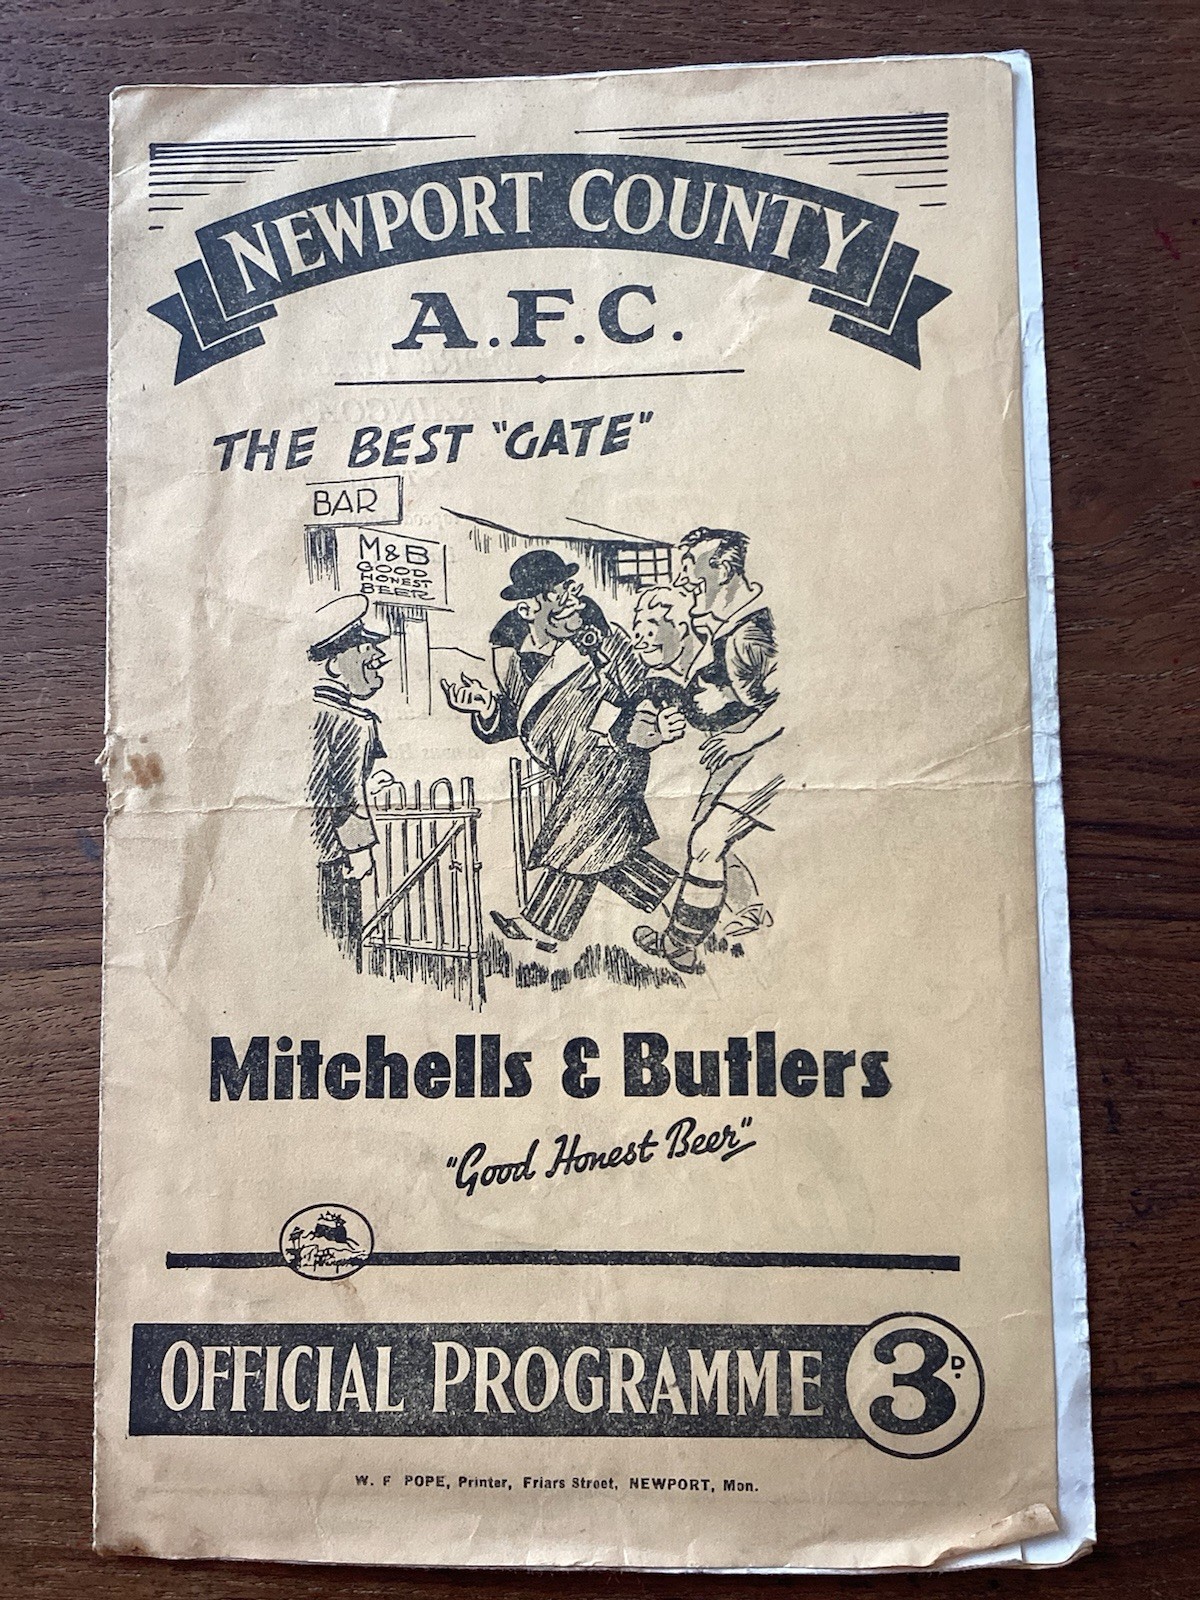 NEWPORT COUNTY
A.F.C.
THE BEST "GATE"
BAR
M & B
GOOD
HONEST
BEER
Mitchells & Butlers
"Good Honest Beer"
OFFICIAL PROGRAMME 3D.
W. F POPE, Printer, Friars Street, NEWPORT, Mon.